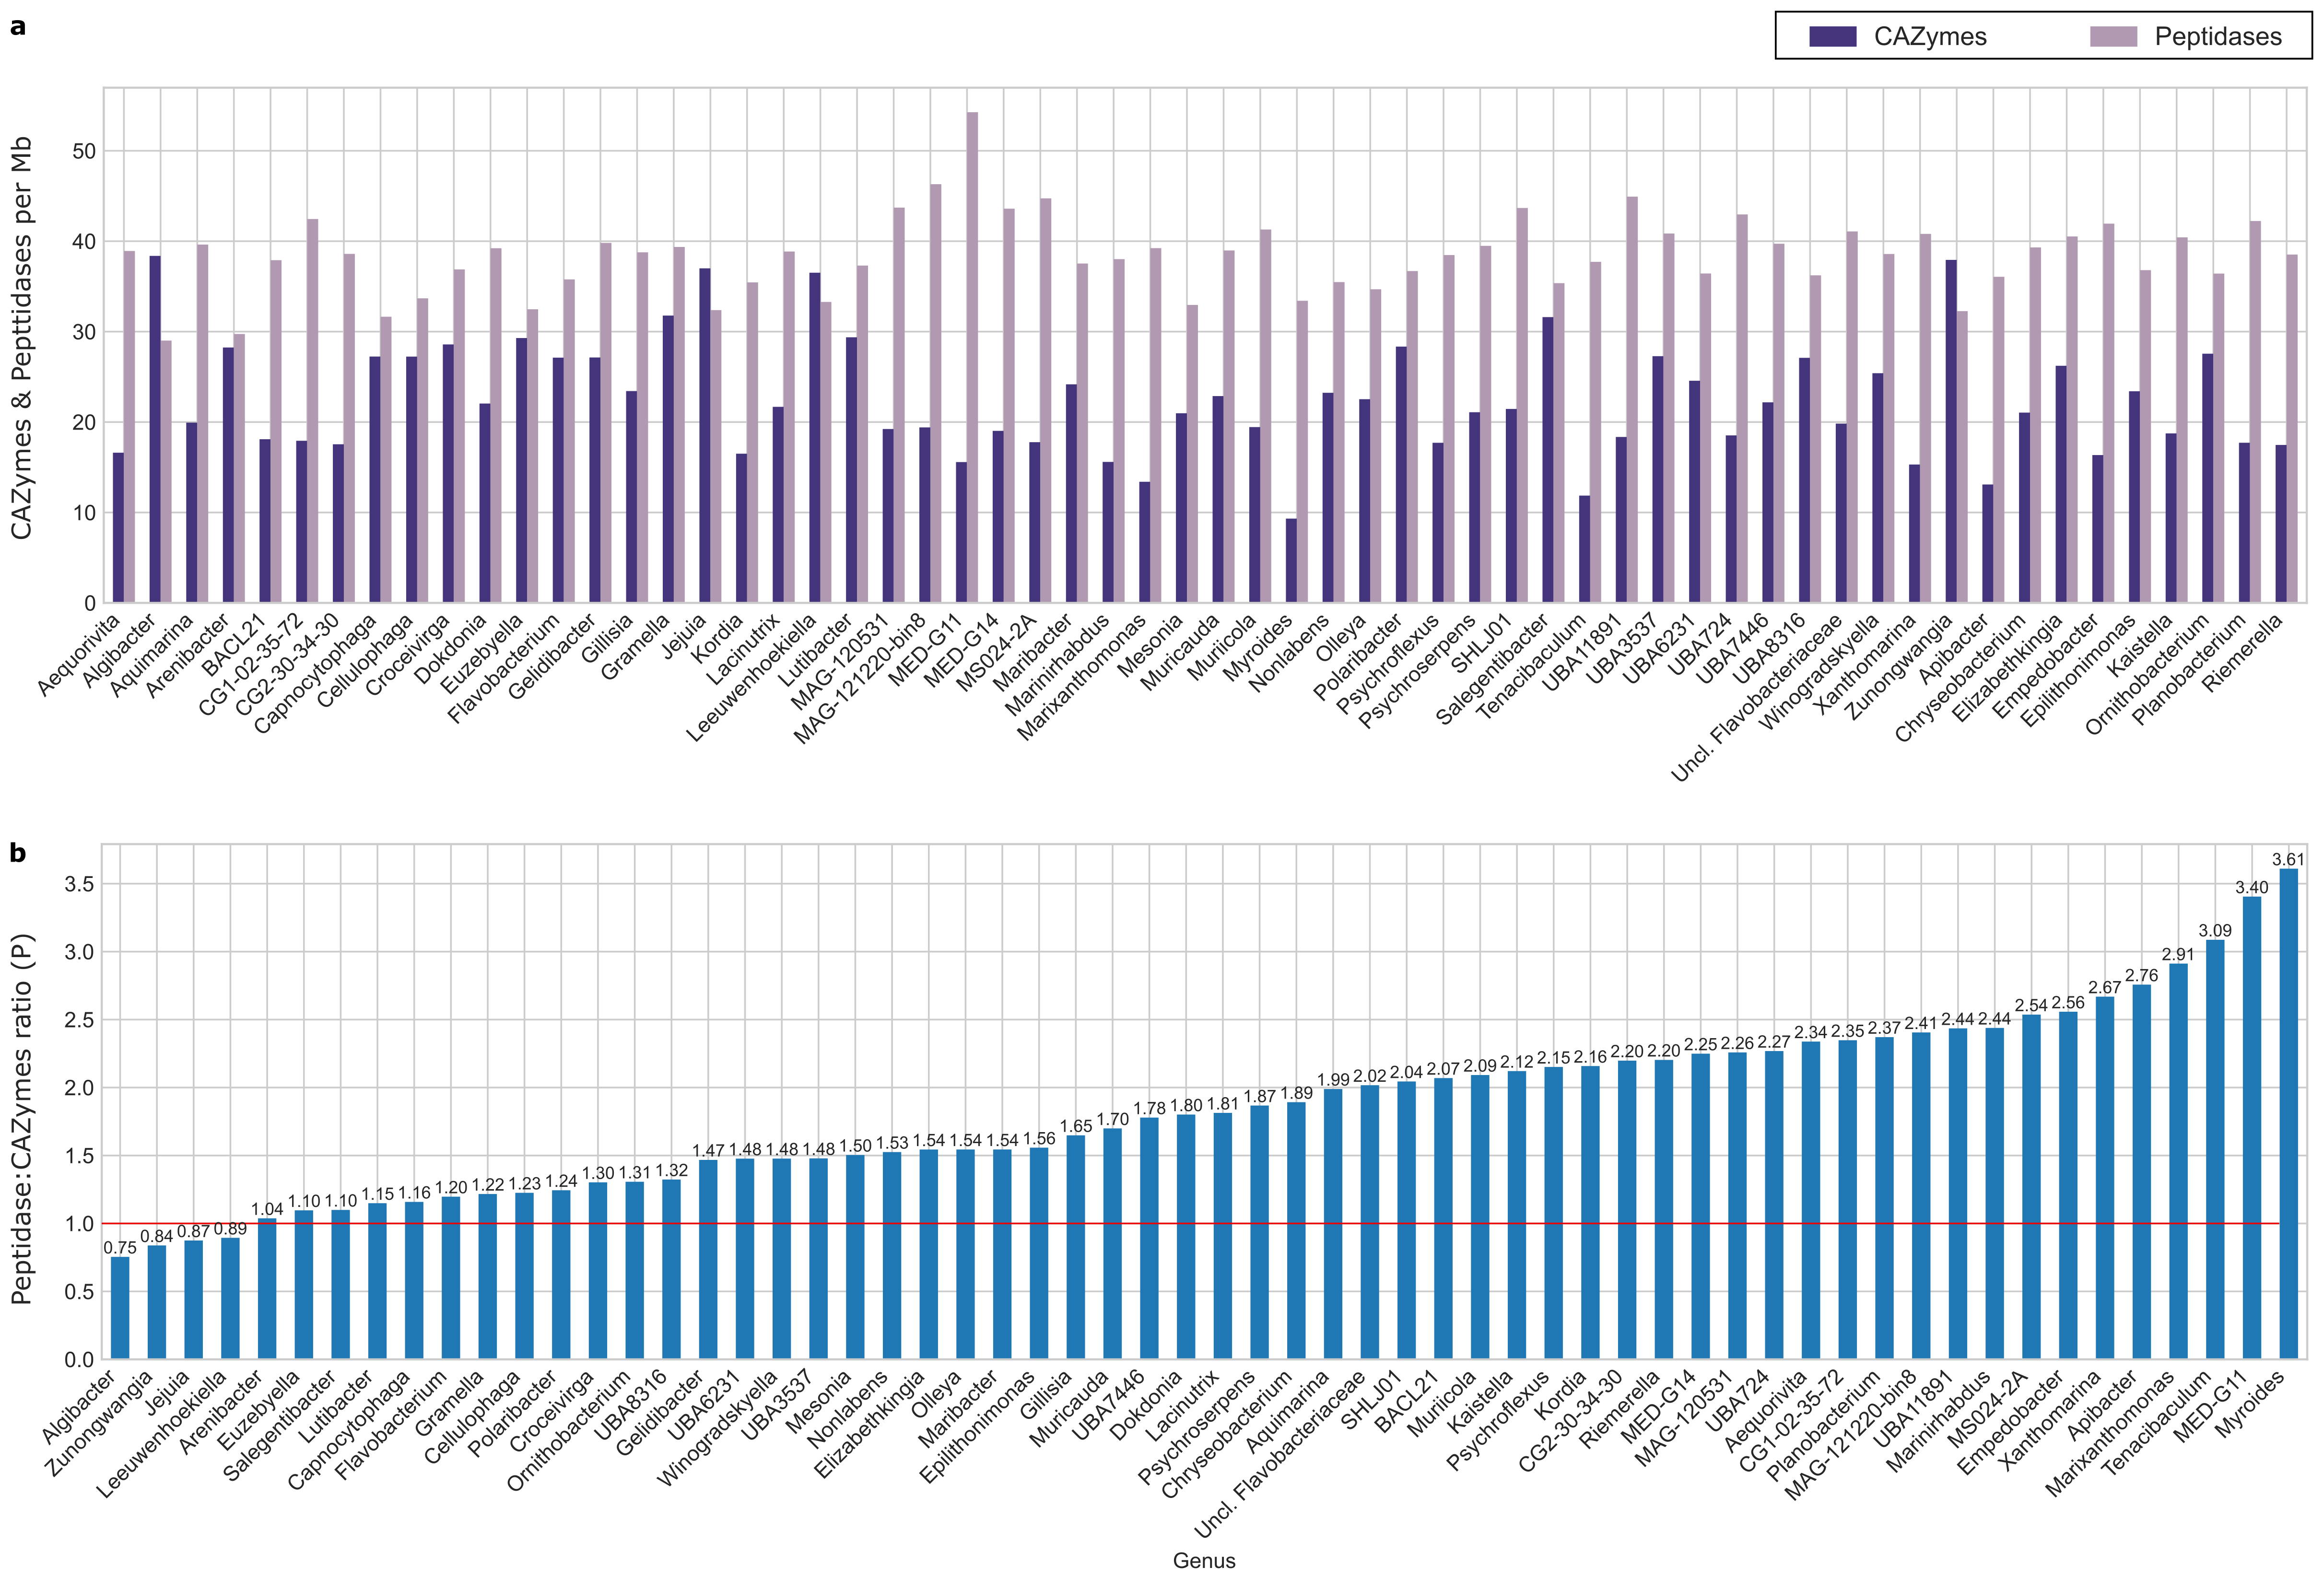 a
CAZymes Peptidases
CAZymes & Pepttidases per Mb
50
40
30
20
10
0
Aequorivita
Algibacter
Aquimarina
Arenibacter
BACL21
CG1-02-35-72
CG2-30-34-30
Capnocytophaga
Cellulophaga
Croceivirga
Dokdonia
Euzebyella
Flavobacterium
Gelidibacter
Gillisia
Gramella
Jejuia
Kordia
Lacinutrix
Leeuwenhoekiella
Lutibacter
MAG-120531
MAG-121220-bin8
MED-G11
MED-G14
MS024-2A
Maribacter
Marinirhabdus
Marixanthomonas
Mesonia
Muricauda
Muriicola
Myroides
Nonlabens
Olleya
Polaribacter
Psychroflexus
Psychroserpens
SHLJ01
Salegentibacter
Tenacibaculum
UBA11891
UBA3537
UBA6231
UBA724
UBA7446
UBA8316
Uncl. Flavobacteriaceae
Winogradskyella
Xanthomarina
Zunongwangia
Apibacter
Chryseobacterium
Elizabethkingia
Empedobacter
Epilithonimonas
Kaistella
Ornithobacterium
Planobacterium
Riemerella
b
Peptidase:CAZymes ratio (P)
3.5
3.0
2.5
2.0
1.5
1.0
0.5
0.0
0.75 0.84 0.87 0.89 1.04 1.10 1.10 1.15 1.16 1.20 1.22 1.23 1.24 1.30 1.31 1.32 1.47 1.48 1.48 1.48 1.50 1.53 1.54 1.54 1.54 1.56 1.65 1.70 1.78 1.80 1.81 1.87 1.89 1.99 2.02 2.04 2.07 2.09 2.12 2.15 2.16 2.20 2.20 2.25 2.26 2.27 2.34 2.35 2.37 2.41 2.44 2.44 2.54 2.56 2.67 2.76 2.91 3.09 3.40 3.61
Algibacter
Zunongwangia
Jejuia
Leeuwenhoekiella
Arenibacter
Euzebyella
Salegentibacter
Lutibacter
Capnocytophaga
Flavobacterium
Gramella
Cellulophaga
Polaribacter
Croceivirga
Ornithobacterium
UBA8316
Gelidibacter
UBA6231
Winogradskyella
UBA3537
Mesonia
Nonlabens
Elizabethkingia
Olleya
Maribacter
Epilithonimonas
Gillisia
Muricauda
UBA7446
Dokdonia
Lacinutrix
Psychroserpens
Chryseobacterium
Aquimarina
Uncl. Flavobacteriaceae
SHLJ01
BACL21
Muriicola
Kaistella
Psychroflexus
Kordia
CG2-30-34-30
Riemerella
MED-G14
MAG-120531
UBA724
Aequorivita
CG1-02-35-72
Planobacterium
MAG-121220-bin8
UBA11891
Marinirhabdus
MS024-2A
Empedobacter
Xanthomarina
Apibacter
Marixanthomonas
Tenacibaculum
MED-G11
Myroides
Genus